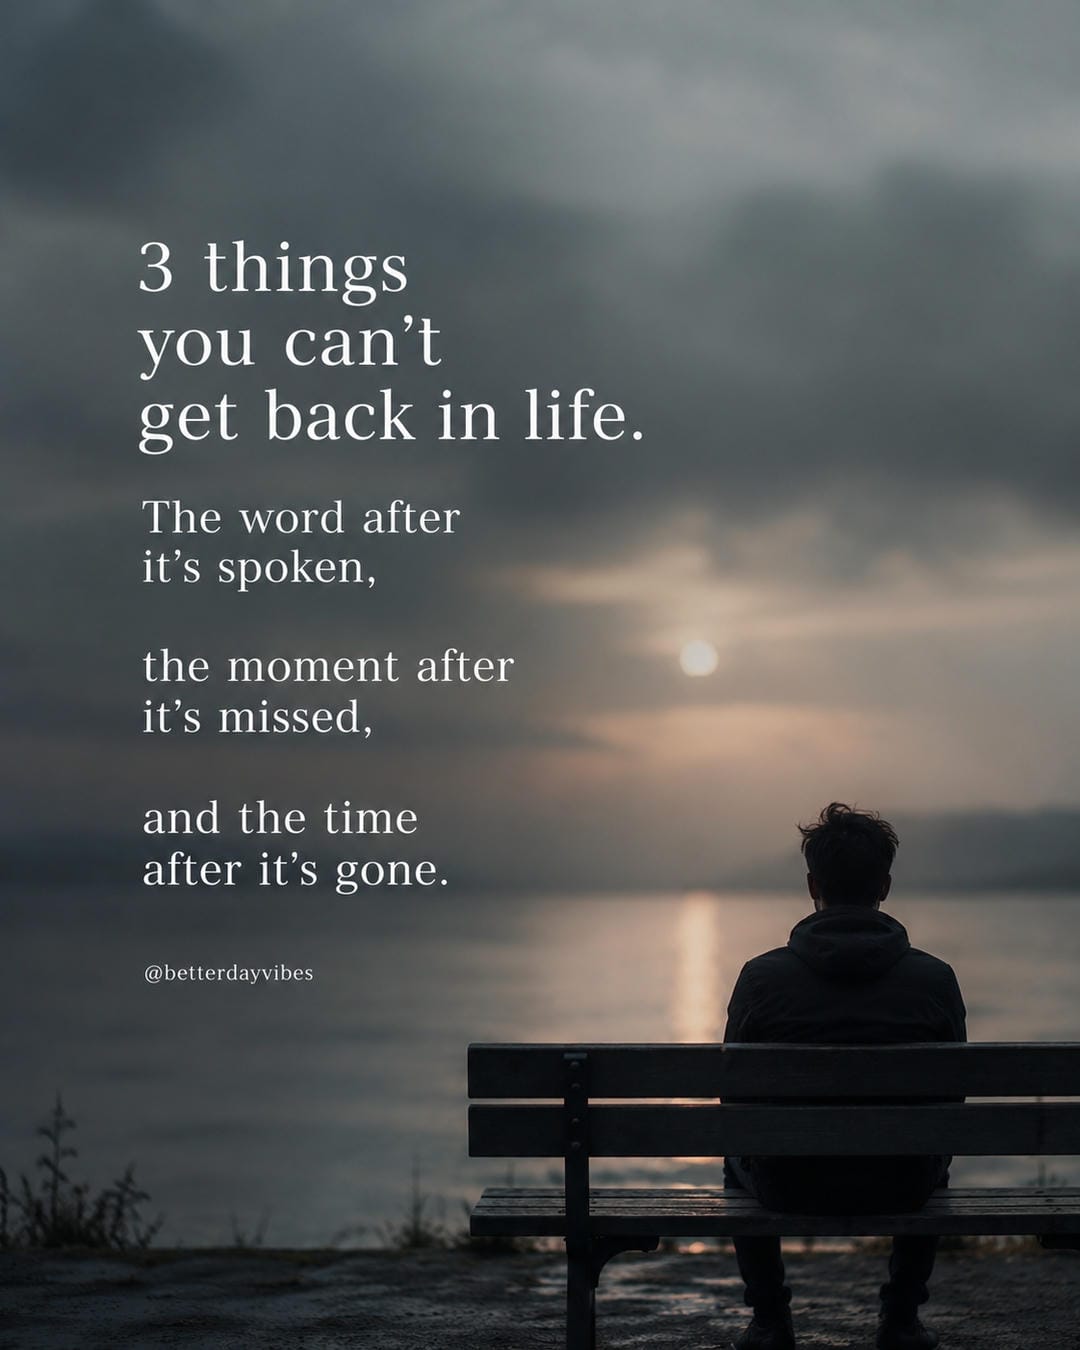 3 things
you can’t
get back in life.
The word after
it’s spoken,
the moment after
it’s missed,
and the time
after it’s gone.
@betterdayvibes